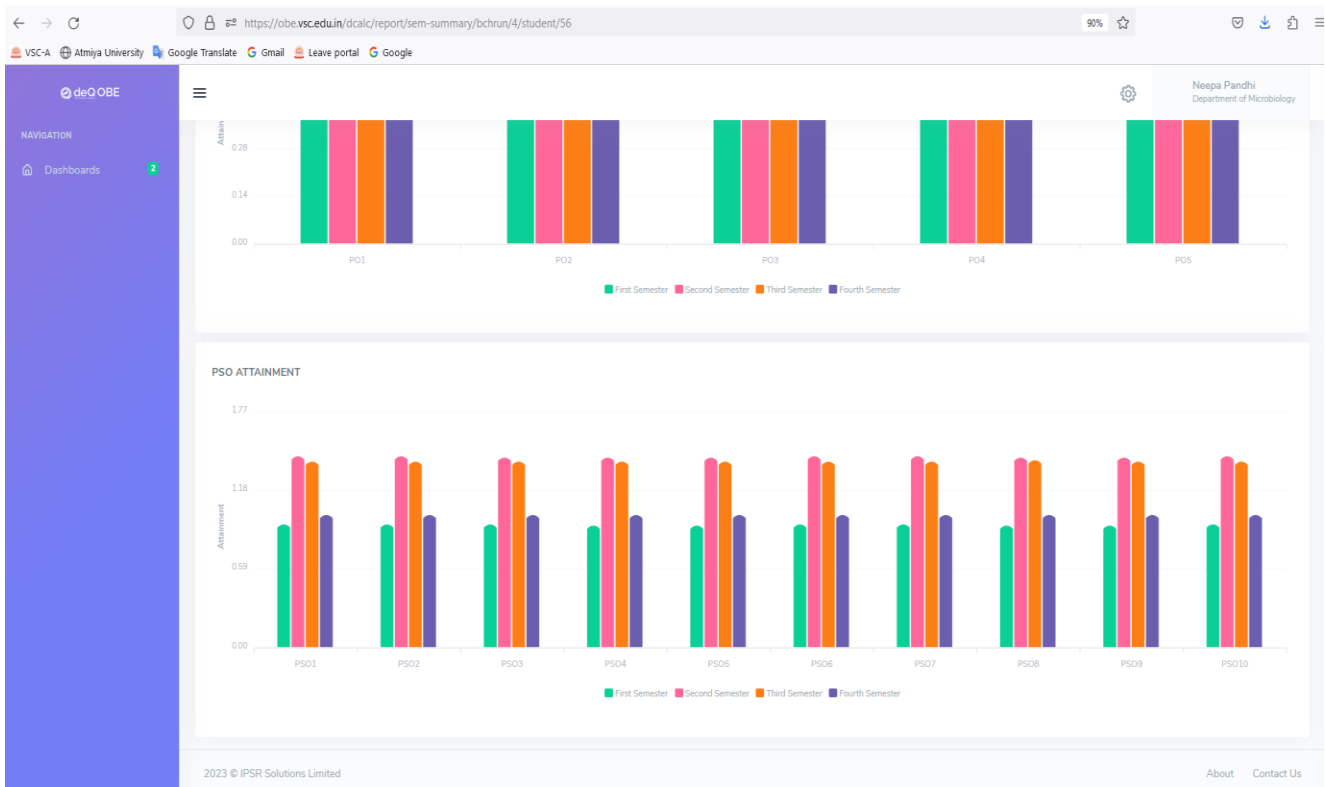 https://obe.vsc.edu.in/dcalc/report/sem-summary/bchrun/4/student/56
90%
VSC-A Atmiya University Google Translate Gmail Leave portal Google
deQ OBE
Neepa Pandhi
Department of Microbiology
NAVIGATION
Dashboards 2
Attain
0.28
0.14
0.00
PO1 PO2 PO3 PO4 PO5
First Semester Second Semester Third Semester Fourth Semester
PSO ATTAINMENT
1.77
1.18
Attainment
0.59
0.00
PSO1 PSO2 PSO3 PSO4 PSO5 PSO6 PSO7 PSO8 PSO9 PSO10
First Semester Second Semester Third Semester Fourth Semester
2023 © IPSR Solutions Limited
About Contact Us